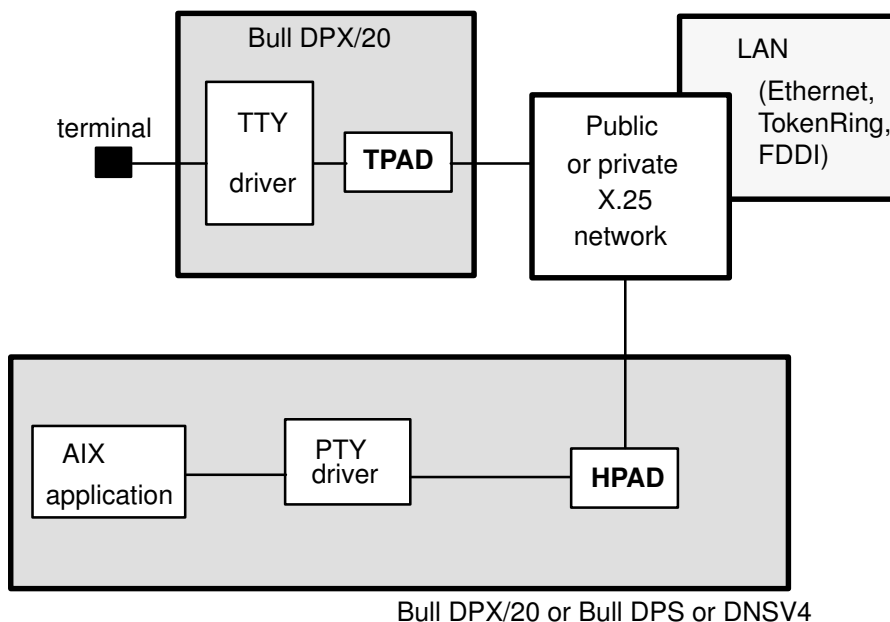 Bull DPX/20
LAN
(Ethernet,
TokenRing,
FDDI)
terminal
TTY
driver
TPAD
Public
or private
X.25
network
AIX
application
PTY
driver
HPAD
Bull DPX/20 or Bull DPS or DNSV4